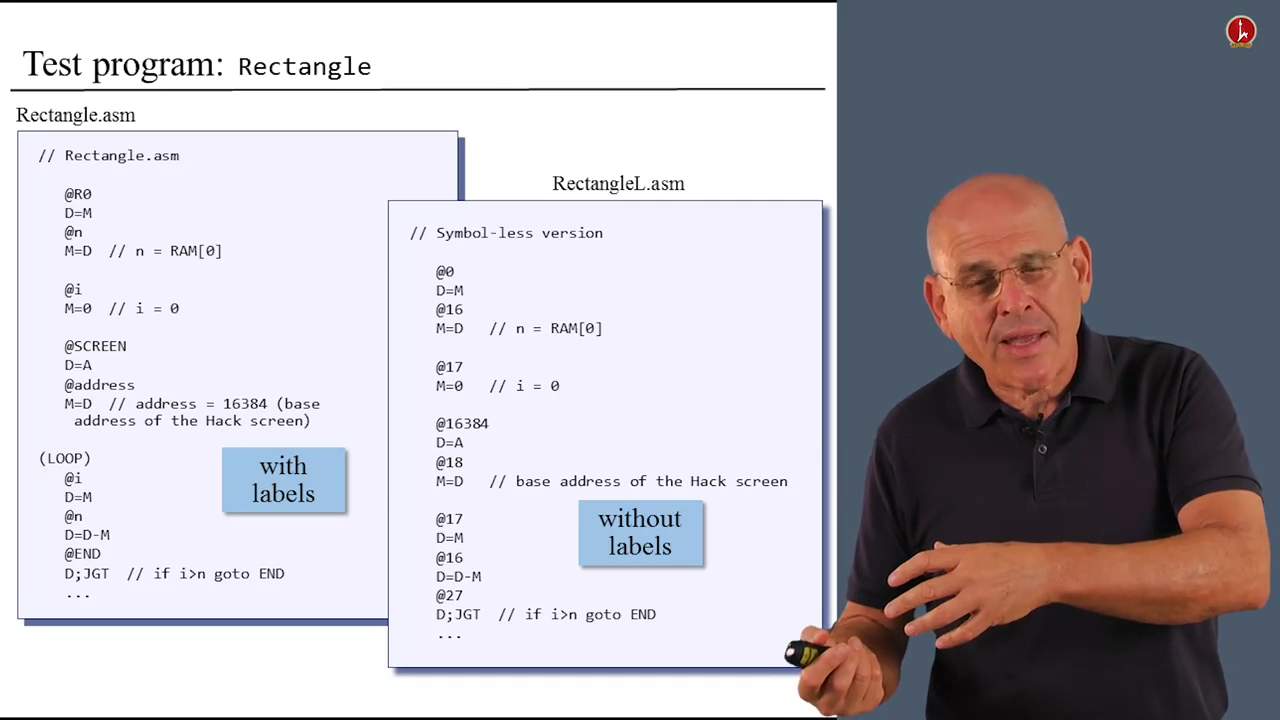 Test program: Rectangle
Rectangle.asm
// Rectangle.asm
@R0
D=M
@n
M=D // n = RAM[0]
@i
M=0 // i = 0
@SCREEN
D=A
@address
M=D // address = 16384 (base
address of the Hack screen)
(LOOP)
@i
D=M
@n
D=D-M
@END
D;JGT // if i>n goto END
...
with
labels
RectangleL.asm
// Symbol-less version
@0
D=M
@16
M=D // n = RAM[0]
@17
M=0 // i = 0
@16384
D=A
@18
M=D // base address of the Hack screen
@17
D=M
@16
D=D-M
@27
D;JGT // if i>n goto END
...
without
labels